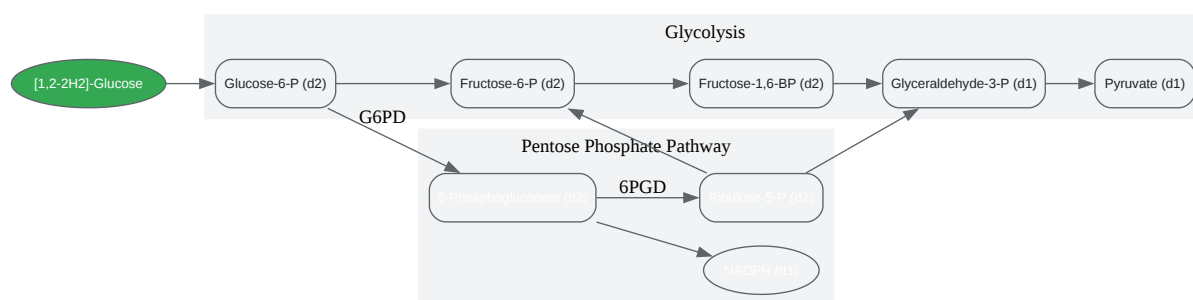 Glycolysis
[1,2-2H2]-Glucose
Glucose-6-P (d2)
Fructose-6-P (d2)
Fructose-1,6-BP (d2)
Glyceraldehyde-3-P (d1)
Pyruvate (d1)
G6PD
Pentose Phosphate Pathway
6-Phosphogluconate (d2)
6PGD
Ribulose-5-P (d2)
NADPH (d1)